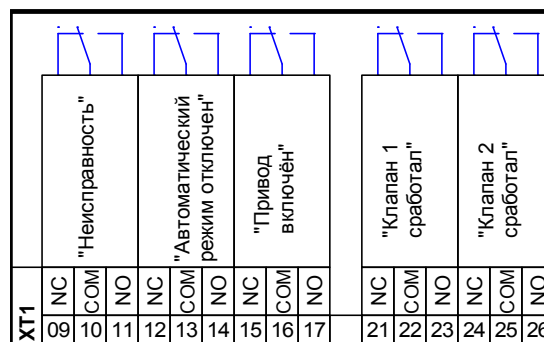 "Неисправность"
"Автоматический
режим отключен"
"Привод
включён"
"Клапан 1
сработал"
"Клапан 2
сработал"
NC COM NO NC COM NO NC COM NO NC COM NO NC COM NO
XT1 09 10 11 12 13 14 15 16 17 21 22 23 24 25 26